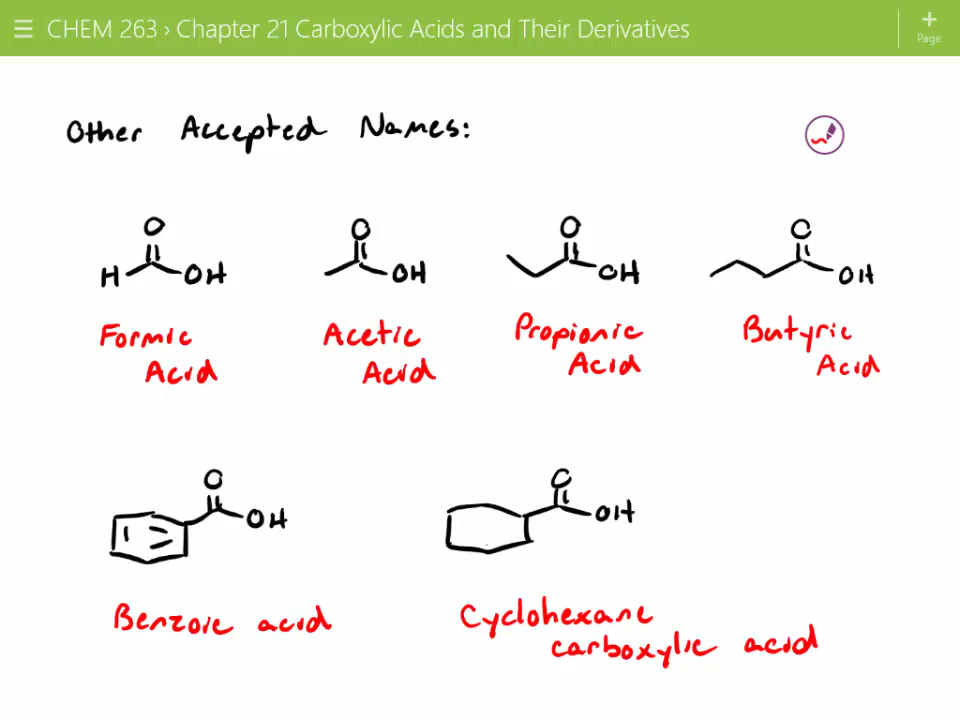 CHEM 263 › Chapter 21 Carboxylic Acids and Their Derivatives
+
Page
Other Accepted Names:
O
H OH
O
OH
O
OH
O
OH
Formic
Acid
Acetic
Acid
Propionic
Acid
Butyric
Acid
O
OH
O
OH
Benzoic acid
Cyclohexane
carboxylic acid